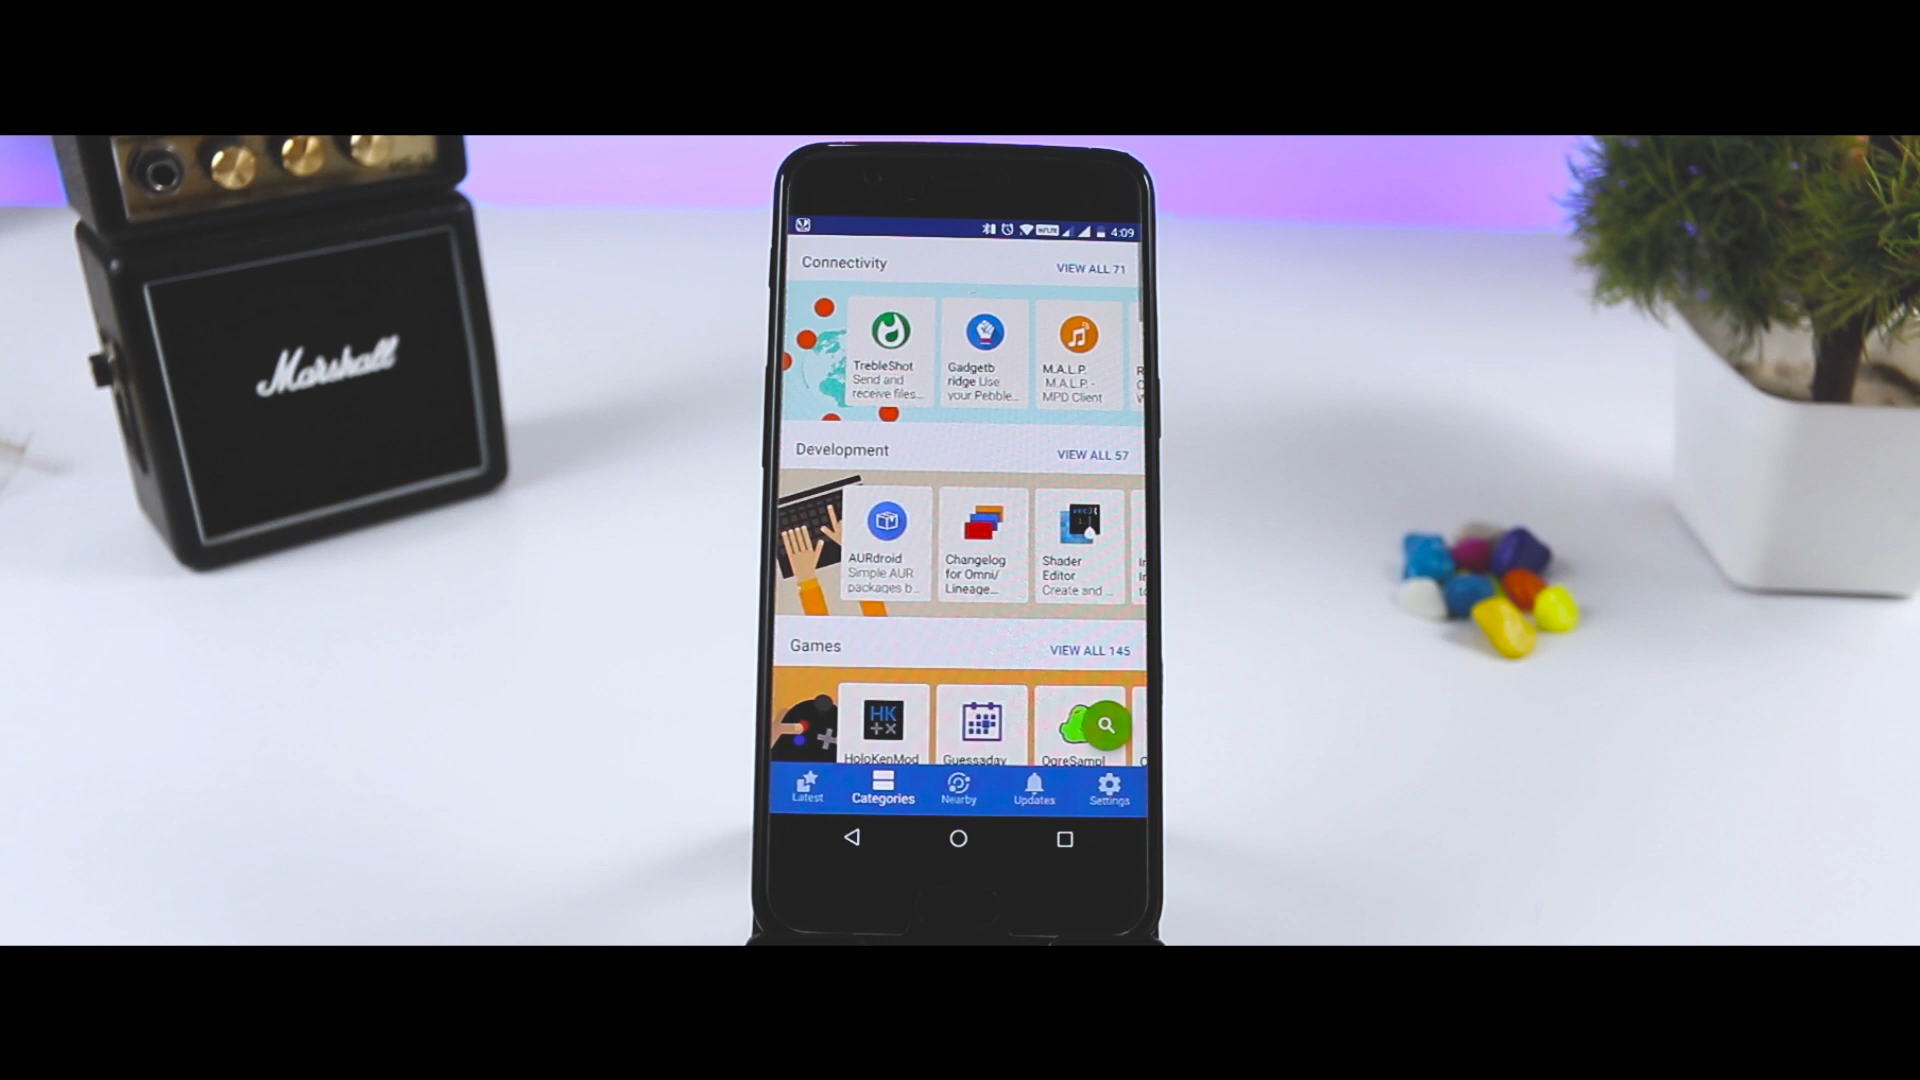 Marshall
4:09
Connectivity
VIEW ALL 71
TrebleShot
Send and
receive files...
Gadgetb
ridge Use
your Pebble...
M.A.L.P.
M.A.L.P. -
MPD Client
Development
VIEW ALL 57
AURdroid
Simple AUR
packages b...
Changelog
for Omni/
Lineage...
Shader
Editor
Create and ...
Games
VIEW ALL 145
HK
+x
HoloKenMod
Guessaday
OgreSampl
Latest
Categories
Nearby
Updates
Settings